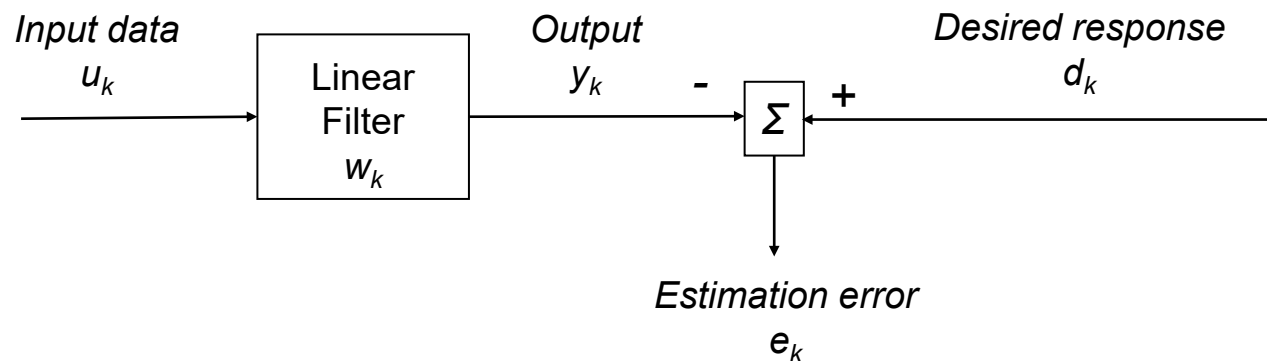 Input data
u_k
Linear
Filter
w_k
Output
y_k
-
Σ
+
Desired response
d_k
Estimation error
e_k